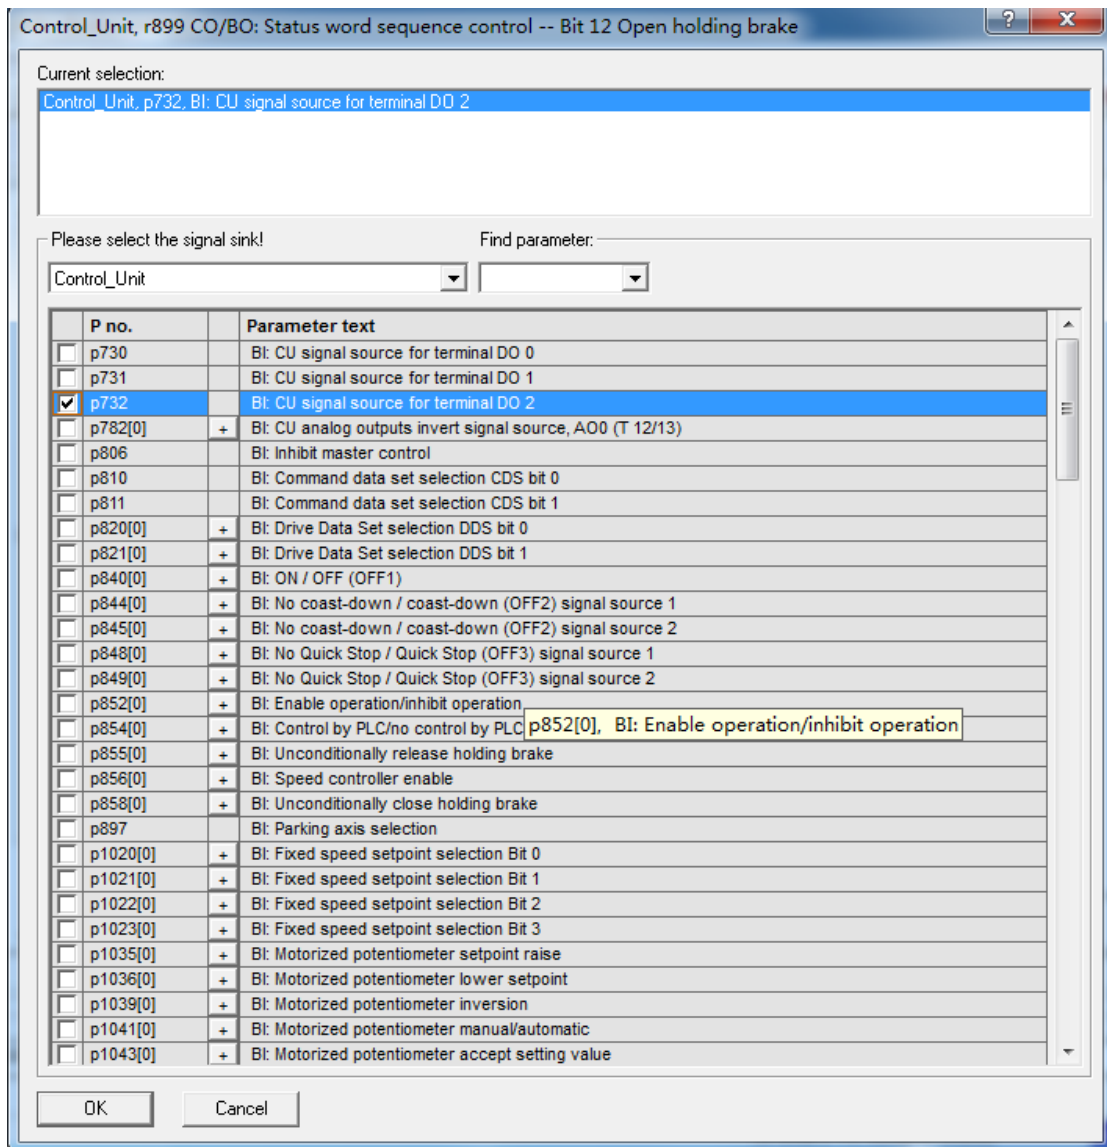 Control_Unit, r899 CO/BO: Status word sequence control -- Bit 12 Open holding brake
Current selection:
Control_Unit, p732, BI: CU signal source for terminal DO 2
Please select the signal sink! Find parameter:
Control_Unit
P no. Parameter text
p730 BI: CU signal source for terminal DO 0
p731 BI: CU signal source for terminal DO 1
p732 BI: CU signal source for terminal DO 2
p782[0] + BI: CU analog outputs invert signal source, AO0 (T 12/13)
p806 BI: Inhibit master control
p810 BI: Command data set selection CDS bit 0
p811 BI: Command data set selection CDS bit 1
p820[0] + BI: Drive Data Set selection DDS bit 0
p821[0] + BI: Drive Data Set selection DDS bit 1
p840[0] + BI: ON / OFF (OFF1)
p844[0] + BI: No coast-down / coast-down (OFF2) signal source 1
p845[0] + BI: No coast-down / coast-down (OFF2) signal source 2
p848[0] + BI: No Quick Stop / Quick Stop (OFF3) signal source 1
p849[0] + BI: No Quick Stop / Quick Stop (OFF3) signal source 2
p852[0] + BI: Enable operation/inhibit operation
p854[0] + BI: Control by PLC/no control by PLC
p852[0], BI: Enable operation/inhibit operation
p855[0] + BI: Unconditionally release holding brake
p856[0] + BI: Speed controller enable
p858[0] + BI: Unconditionally close holding brake
p897 BI: Parking axis selection
p1020[0] + BI: Fixed speed setpoint selection Bit 0
p1021[0] + BI: Fixed speed setpoint selection Bit 1
p1022[0] + BI: Fixed speed setpoint selection Bit 2
p1023[0] + BI: Fixed speed setpoint selection Bit 3
p1035[0] + BI: Motorized potentiometer setpoint raise
p1036[0] + BI: Motorized potentiometer lower setpoint
p1039[0] + BI: Motorized potentiometer inversion
p1041[0] + BI: Motorized potentiometer manual/automatic
p1043[0] + BI: Motorized potentiometer accept setting value
OK Cancel